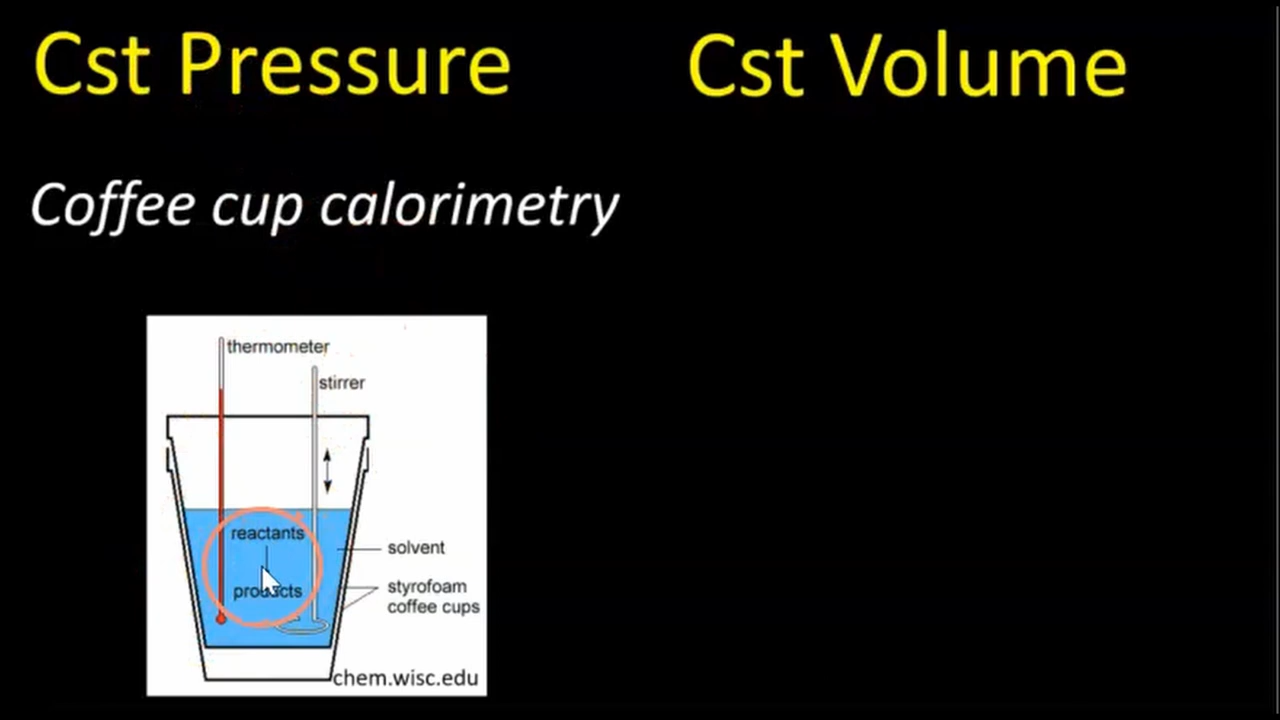 Cst Pressure
Cst Volume
Coffee cup calorimetry
thermometer
stirrer
reactants
products
solvent
styrofoam
coffee cups
chem.wisc.edu